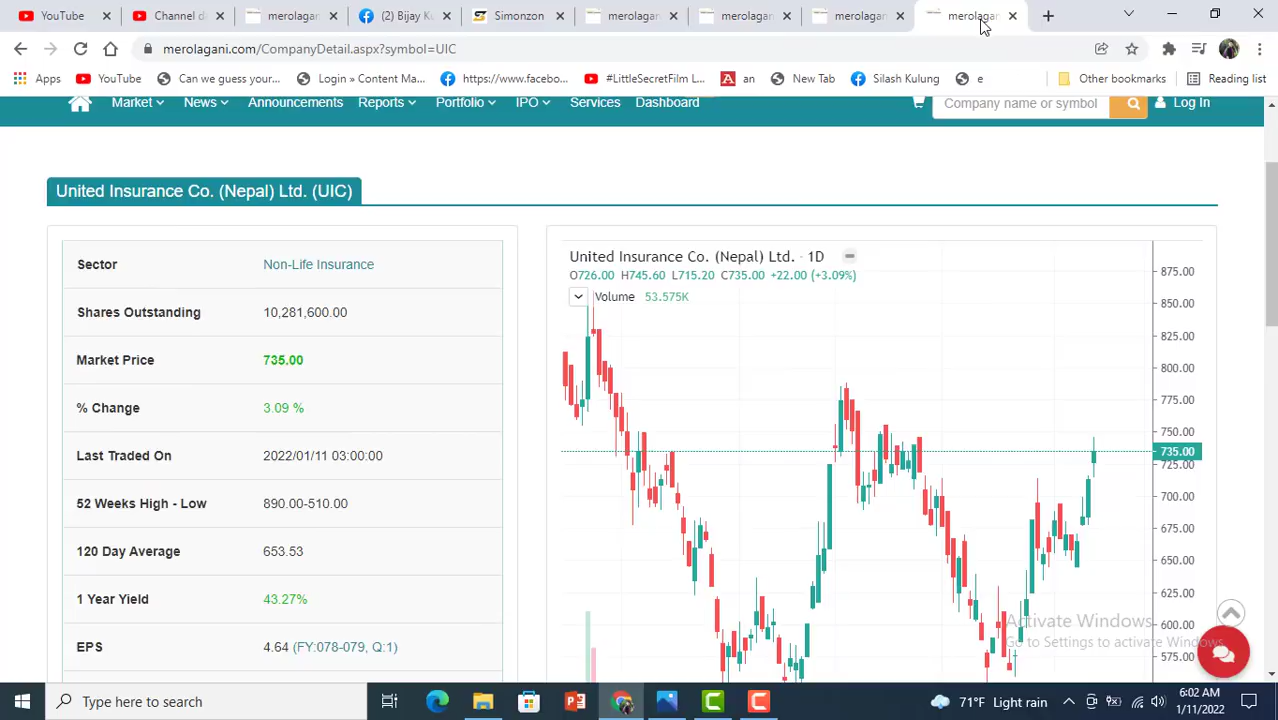 YouTube Channel da merolagani (2) Bijay Ku Simonzon merolagani merolagani merolagani merolagani
merolagani.com/CompanyDetail.aspx?symbol=UIC
Apps YouTube Can we guess your... Login ‹ Content Ma... https://www.facebo... #LittleSecretFilm I... an New Tab Silash Kulung e Other bookmarks Reading list
Market News Announcements Reports Portfolio IPO Services Dashboard Company name or symbol Log In
United Insurance Co. (Nepal) Ltd. (UIC)
Sector Non-Life Insurance
Shares Outstanding 10,281,600.00
Market Price 735.00
% Change 3.09 %
Last Traded On 2022/01/11 03:00:00
52 Weeks High - Low 890.00-510.00
120 Day Average 653.53
1 Year Yield 43.27%
EPS 4.64 (FY:078-079, Q:1)
United Insurance Co. (Nepal) Ltd. · 1D
O726.00 H745.60 L715.20 C735.00 +22.00 (+3.09%)
Volume 53.575K
875.00
850.00
825.00
800.00
775.00
750.00
735.00
725.00
700.00
675.00
650.00
625.00
600.00
575.00
Activate Windows
Go to Settings to activate Windows.
Type here to search
71°F Light rain
6:02 AM
1/11/2022